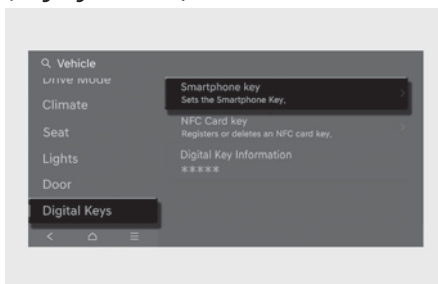 Vehicle
Drive Mode
Climate
Seat
Lights
Door
Digital Keys
Smartphone key
Sets the Smartphone Key.
NFC Card key
Registers or deletes an NFC card key.
Digital Key Information
*****